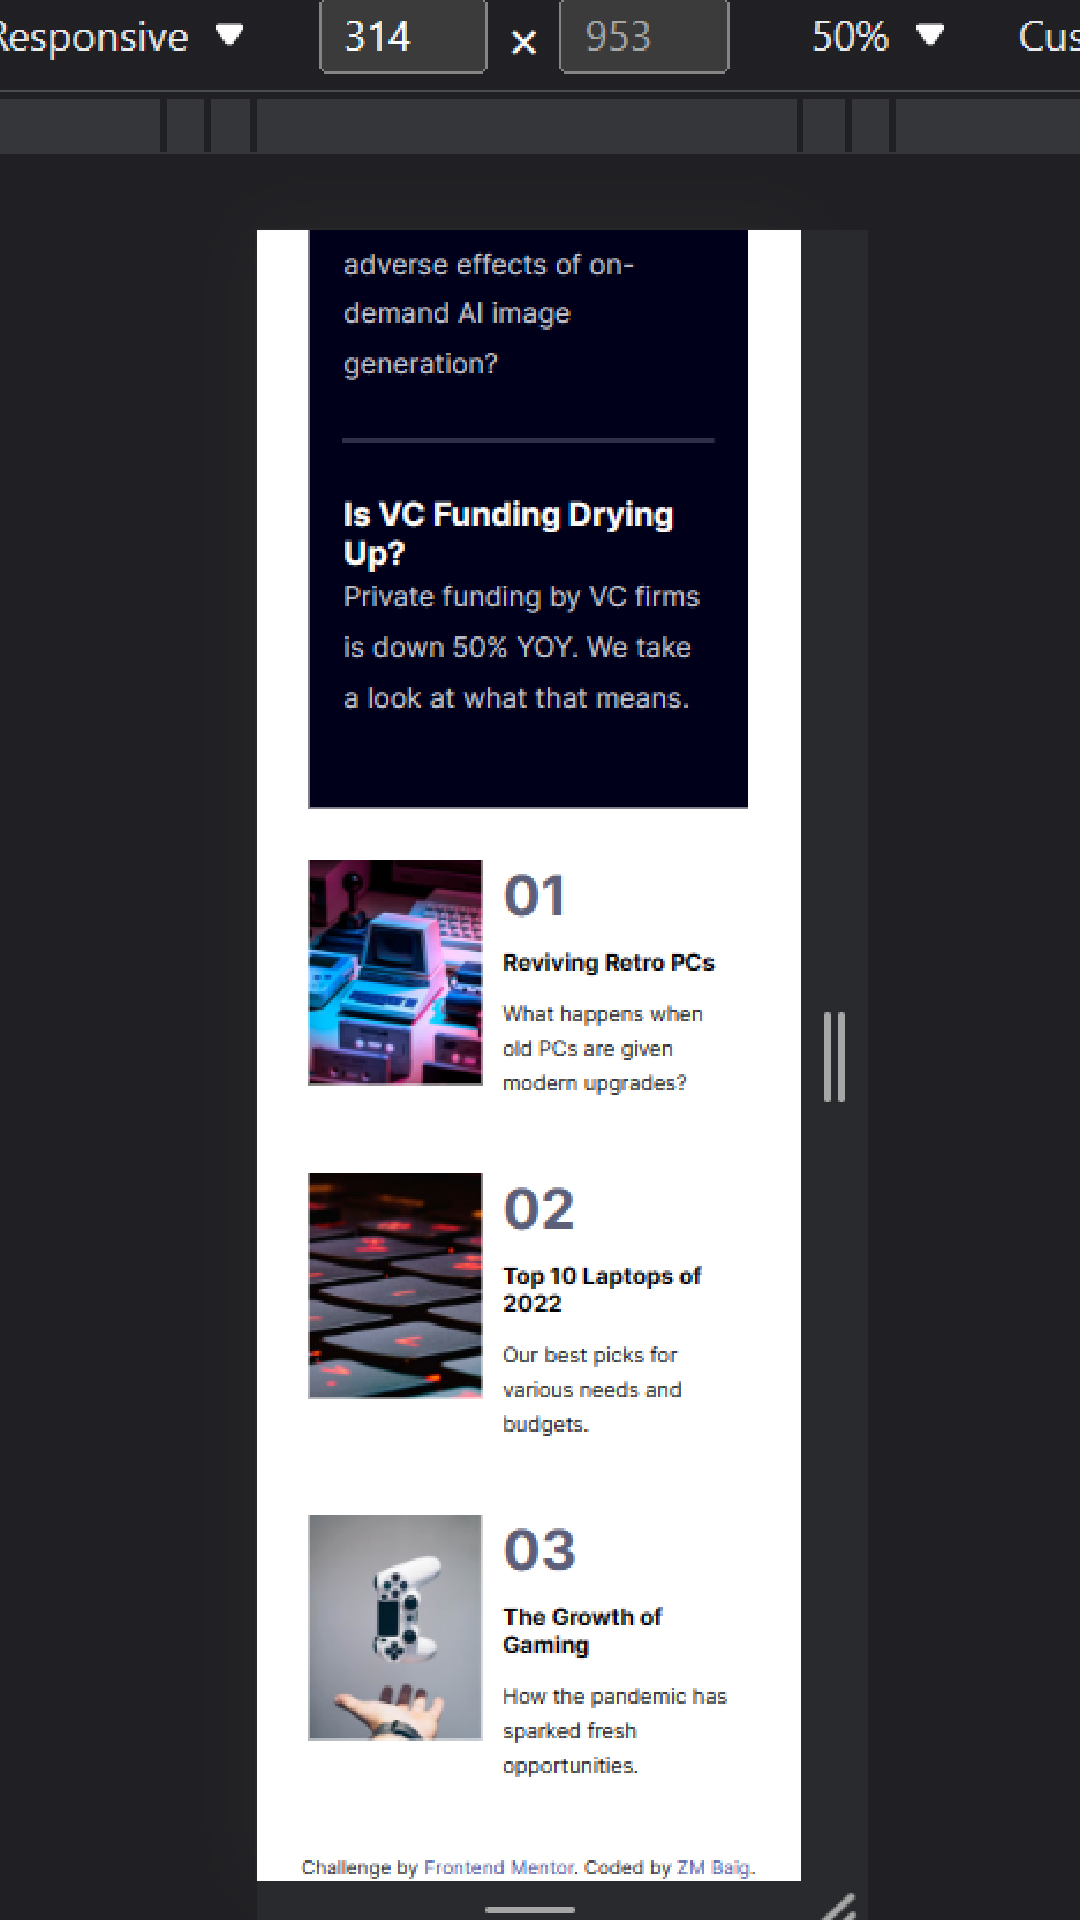 Responsive 314 × 953 50% Cus
adverse effects of on-
demand AI image
generation?
Is VC Funding Drying
Up?
Private funding by VC firms
is down 50% YOY. We take
a look at what that means.
01
Reviving Retro PCs
What happens when
old PCs are given
modern upgrades?
02
Top 10 Laptops of
2022
Our best picks for
various needs and
budgets.
03
The Growth of
Gaming
How the pandemic has
sparked fresh
opportunities.
Challenge by Frontend Mentor. Coded by ZM Baig.